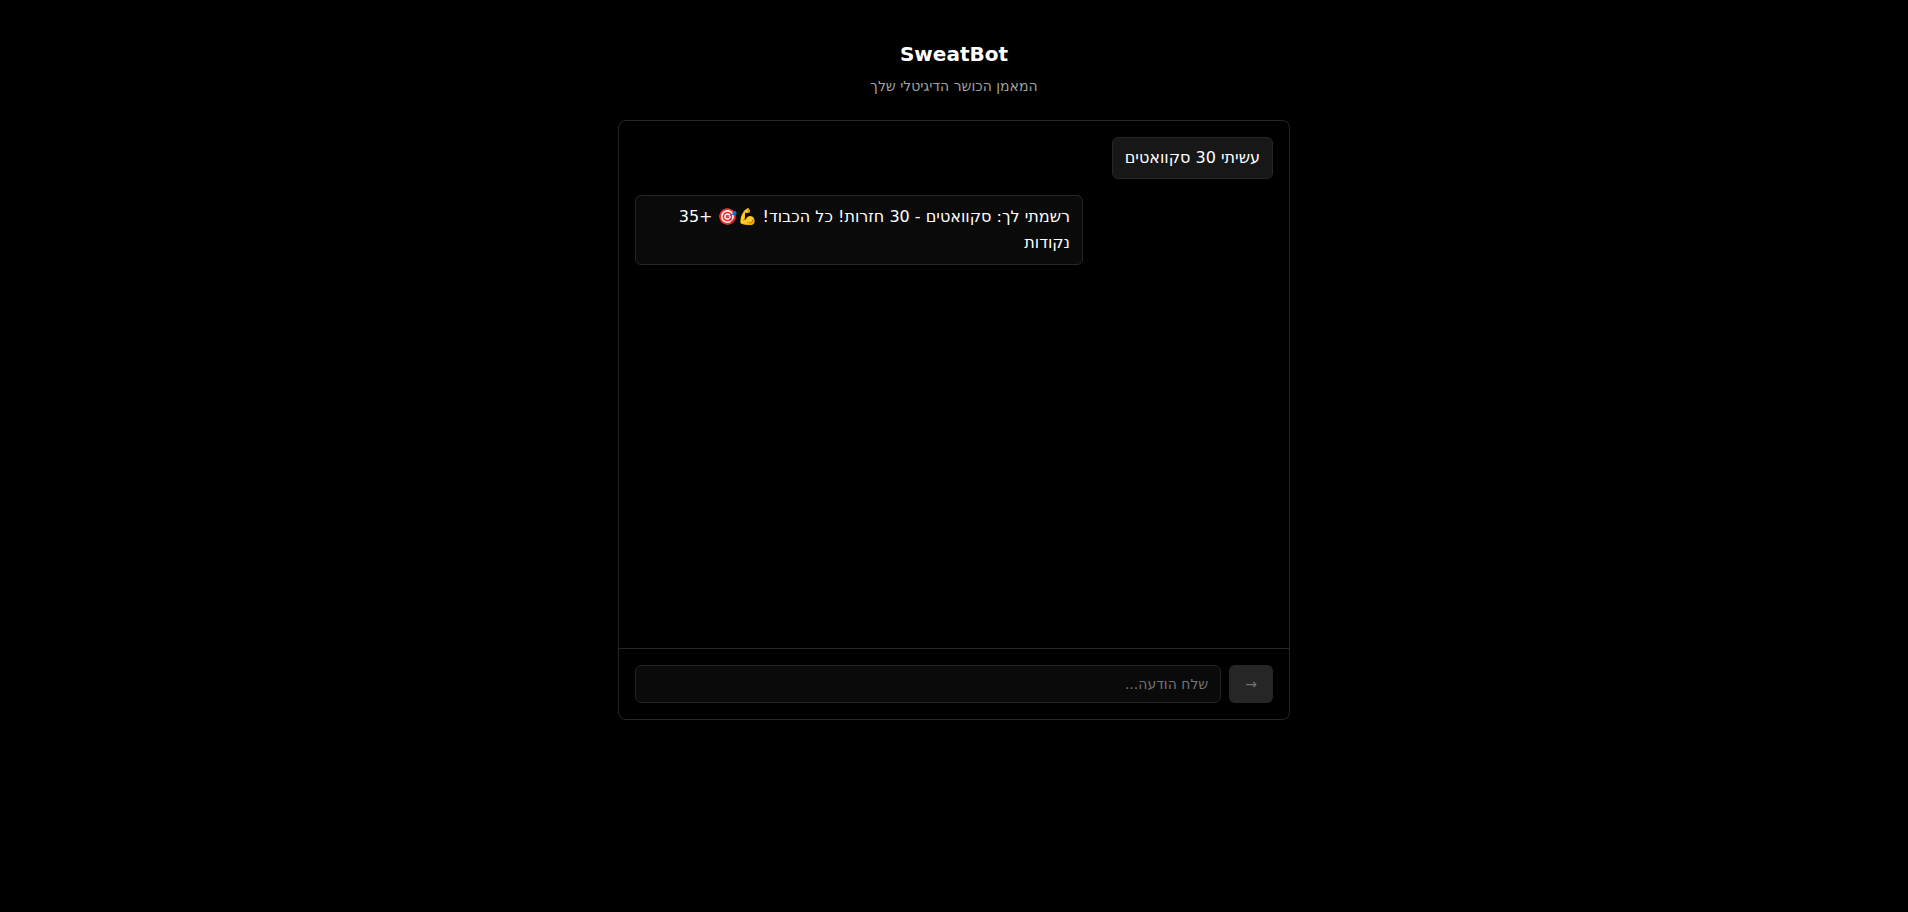 SweatBot
המאמן הכושר הדיגיטלי שלך
עשיתי 30 סקוואטים
רשמתי לך: סקוואטים - 30 חזרות! כל הכבוד! 💪🎯 +35
נקודות
שלח הודעה...
→